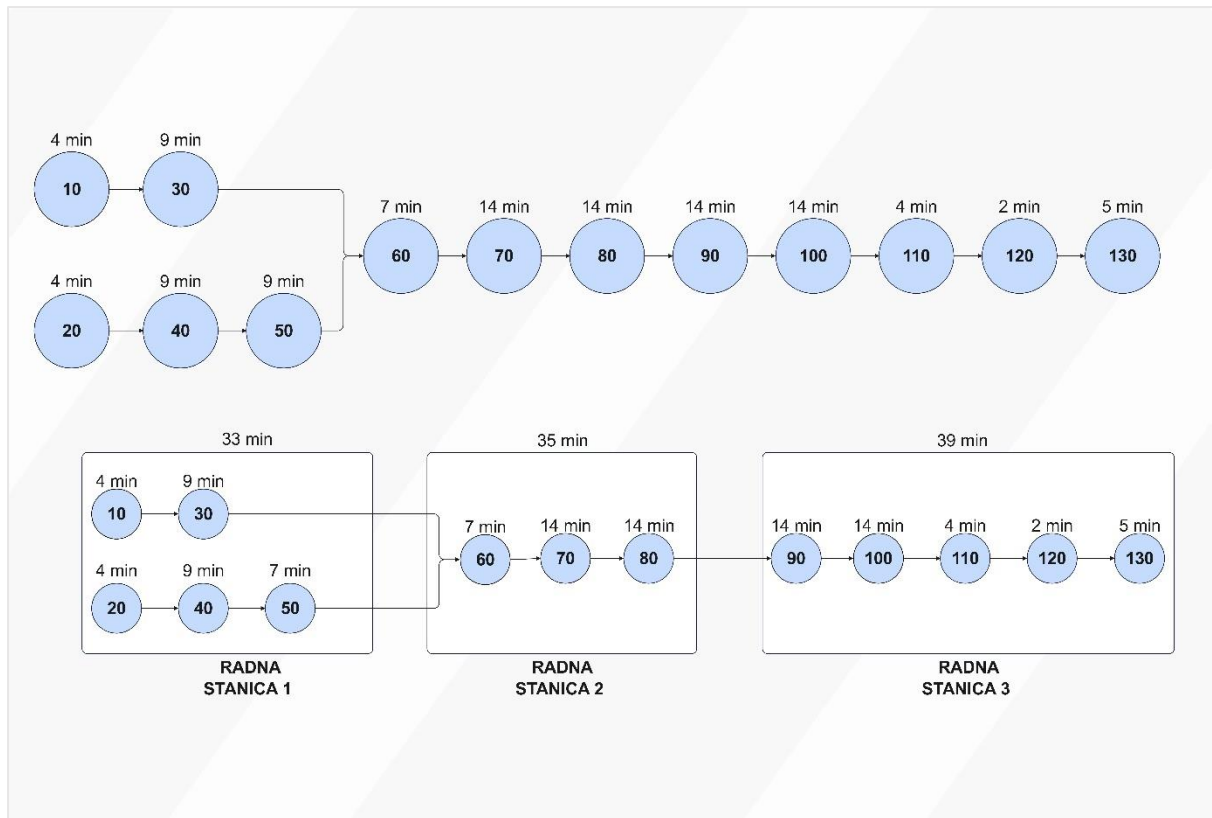 4 min 9 min
10 30
7 min 14 min 14 min 14 min 14 min 4 min 2 min 5 min
60 70 80 90 100 110 120 130
4 min 9 min 9 min
20 40 50
33 min 35 min 39 min
4 min 9 min
10 30
7 min 14 min 14 min 14 min 14 min 4 min 2 min 5 min
60 70 80 90 100 110 120 130
4 min 9 min 7 min
20 40 50
RADNA
STANICA 1
RADNA
STANICA 2
RADNA
STANICA 3